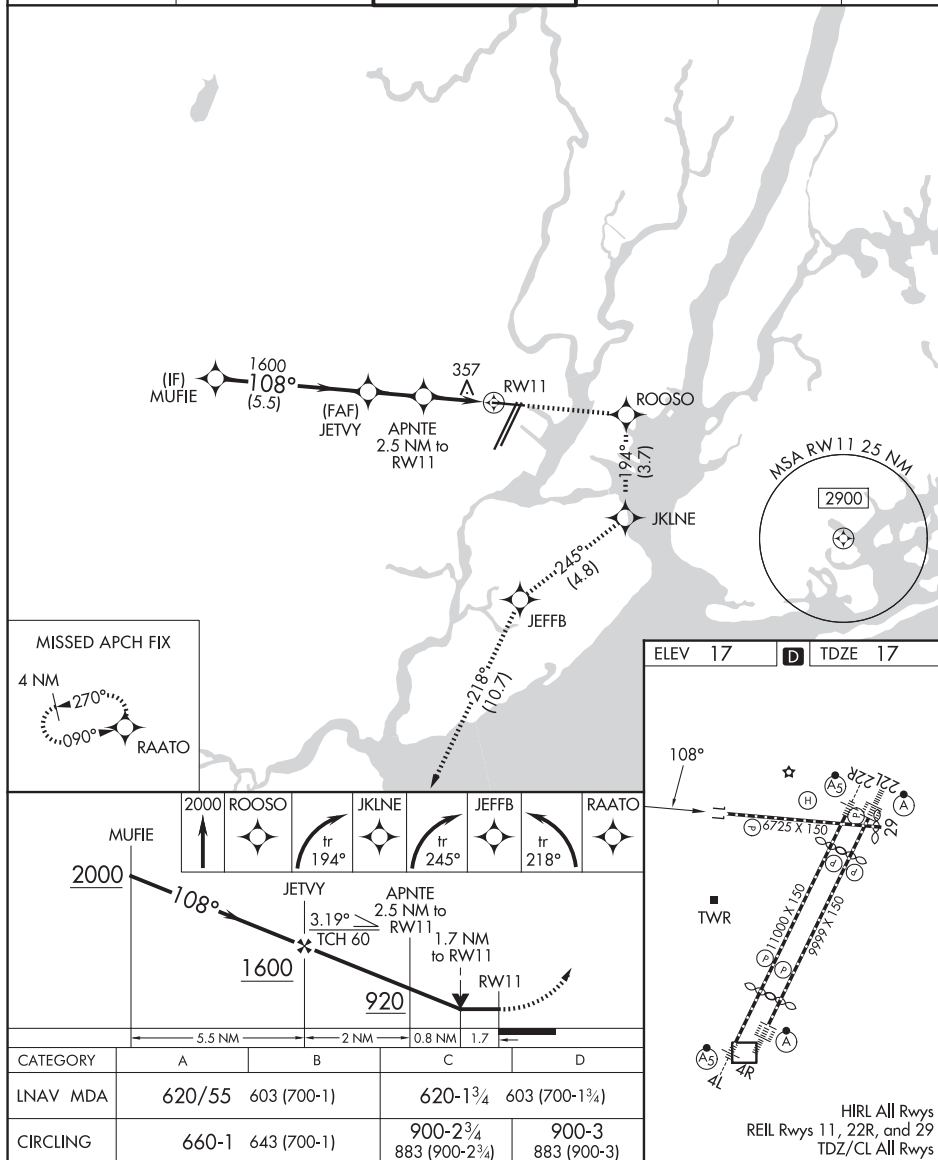 (IF)
MUFIE
1600
108°
(5.5)
(FAF)
JETVY
APNTE
2.5 NM to
RW11
357
RW11
ROOSO
194°
(3.7)
JKLNE
245°
(4.8)
JEFFB
218°
(10.7)
MSA RW11 25 NM
2900
MISSED APCH FIX
4 NM
270°
090°
RAATO
ELEV 17
D
TDZE 17
108°
A5
22R
22L
A
H
P
P
6725 X 150
29
P
P
TWR
11000 X 150
9999 X 150
P
P
A5
A
4L
4R
HIRL All Rwys
REIL Rwys 11, 22R, and 29
TDZ/CL All Rwys
2000
ROOSO
tr
194°
JKLNE
tr
245°
JEFFB
tr
218°
RAATO
MUFIE
2000
108°
JETVY
3.19°
TCH 60
1600
APNTE
2.5 NM to
RW11
920
1.7 NM
to RW11
RW11
5.5 NM
2 NM
0.8 NM
1.7
CATEGORY A B C D
LNAV MDA 620/55 603 (700-1) 620-1¾ 603 (700-1¾)
CIRCLING 660-1 643 (700-1) 900-2¾ 883 (900-2¾) 900-3 883 (900-3)